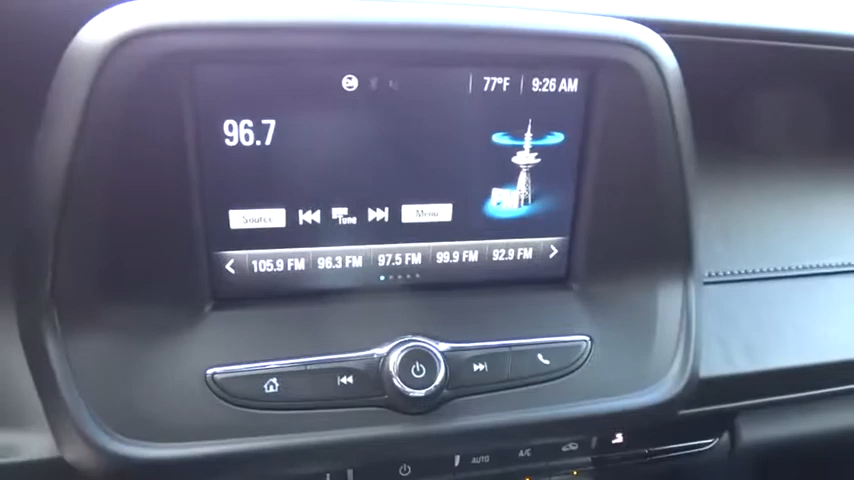 77°F 9:26 AM
96.7
Source Tune Menu
105.9 FM 96.3 FM 97.5 FM 99.9 FM 92.9 FM
AUTO A/C